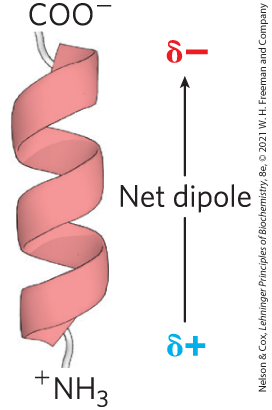 COO⁻
δ−
Net dipole
δ+
⁺NH₃
Nelson & Cox, Lehninger Principles of Biochemistry, 8e, © 2021 W. H. Freeman and Company